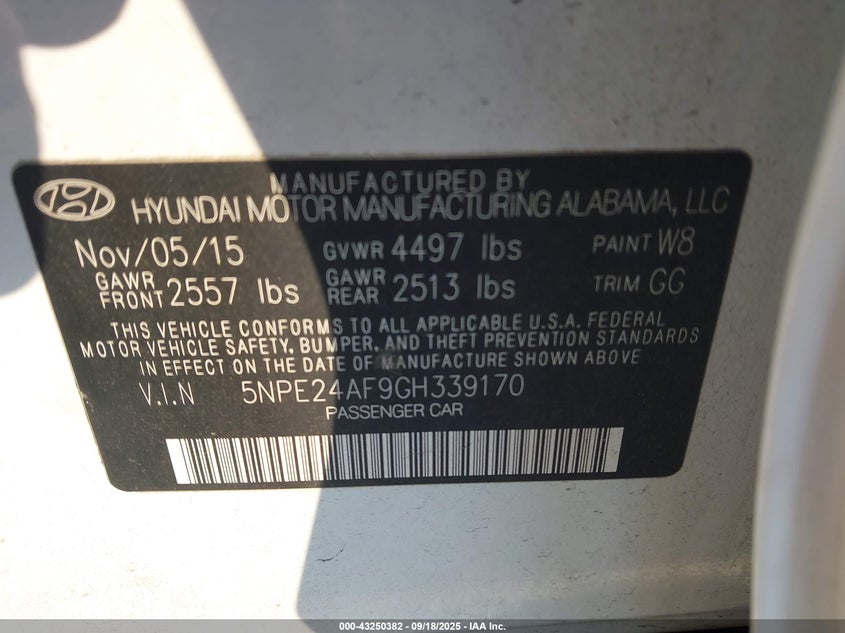 MANUFACTURED BY
HYUNDAI MOTOR MANUFACTURING ALABAMA, LLC
Nov/05/15 GVWR 4497 lbs PAINT W8
GAWR FRONT 2557 lbs GAWR REAR 2513 lbs TRIM GG
THIS VEHICLE CONFORMS TO ALL APPLICABLE U.S.A. FEDERAL
MOTOR VEHICLE SAFETY, BUMPER, AND THEFT PREVENTION STANDARDS
IN EFFECT ON THE DATE OF MANUFACTURE SHOWN ABOVE
V.I.N 5NPE24AF9GH339170
PASSENGER CAR
000-43250382 - 09/18/2025 - IAA Inc.